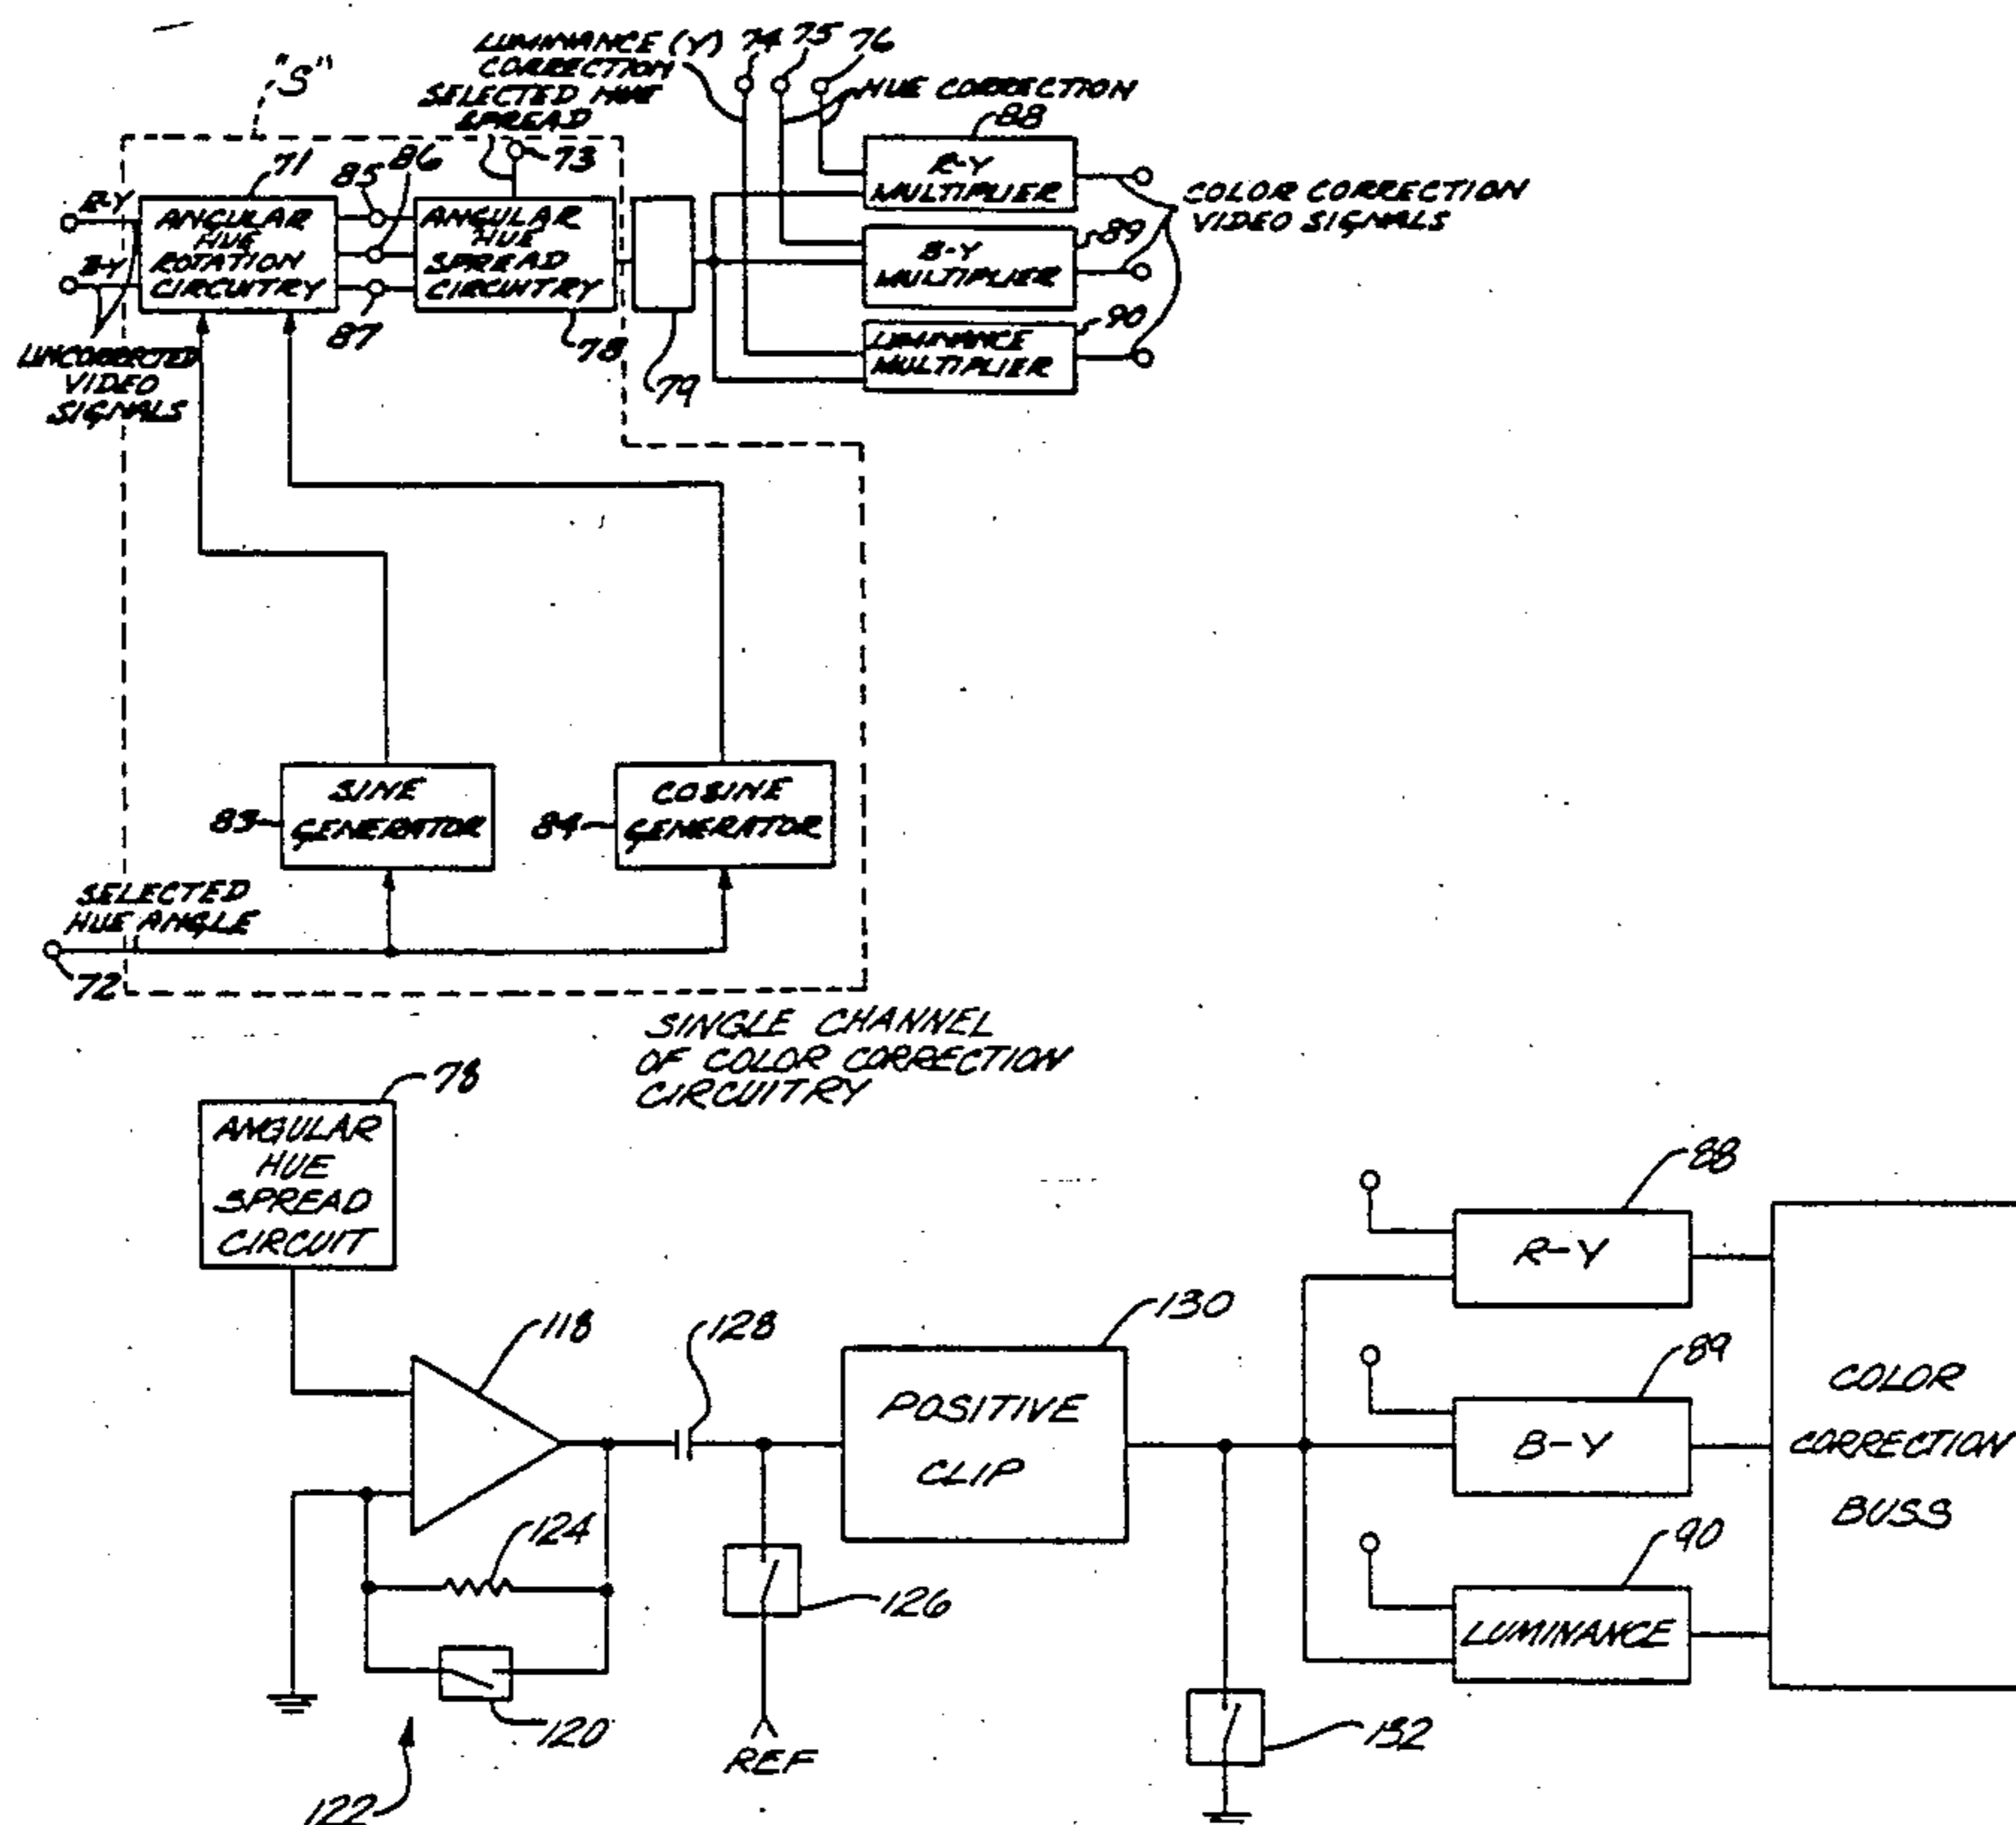 "S"
LUMINANCE (Y)
CORRECTION
74 75 76
SELECTED HUE
SPREAD
73
HUE CORRECTION
88
R-Y
MULTIPLIER
71
85
86
R-Y
B-Y
ANGULAR
HUE
ROTATION
CIRCUITRY
87
ANGULAR
HUE
SPREAD
CIRCUITRY
78
79
89
B-Y
MULTIPLIER
90
LUMINANCE
MULTIPLIER
COLOR CORRECTION
VIDEO SIGNALS
UNCORRECTED
VIDEO
SIGNALS
83
SINE
GENERATOR
84
COSINE
GENERATOR
SELECTED
HUE ANGLE
72
SINGLE CHANNEL
OF COLOR CORRECTION
CIRCUITRY
78
ANGULAR
HUE
SPREAD
CIRCUIT
118
128
130
POSITIVE
CLIP
88
R-Y
89
B-Y
90
LUMINANCE
COLOR
CORRECTION
BUSS
124
126
120
REF
132
122